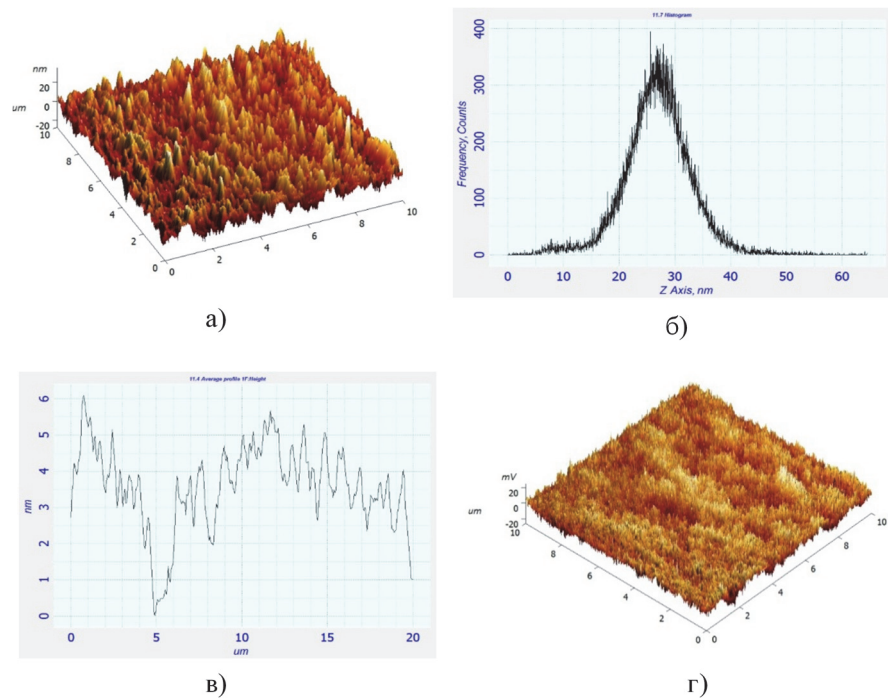 nm
20
0
-20
um
10
8
6
4
2
0
0
2
4
6
8
10
а)
11.7 Histogram
Frequency, Counts
400
300
200
100
0
0 10 20 30 40 50 60
Z Axis, nm
б)
11.4 Average profile
nm
6
5
4
3
2
1
0
0 5 10 15 20
um
в)
mV
20
0
-20
um
10
8
6
4
2
0
0
2
4
6
8
10
г)